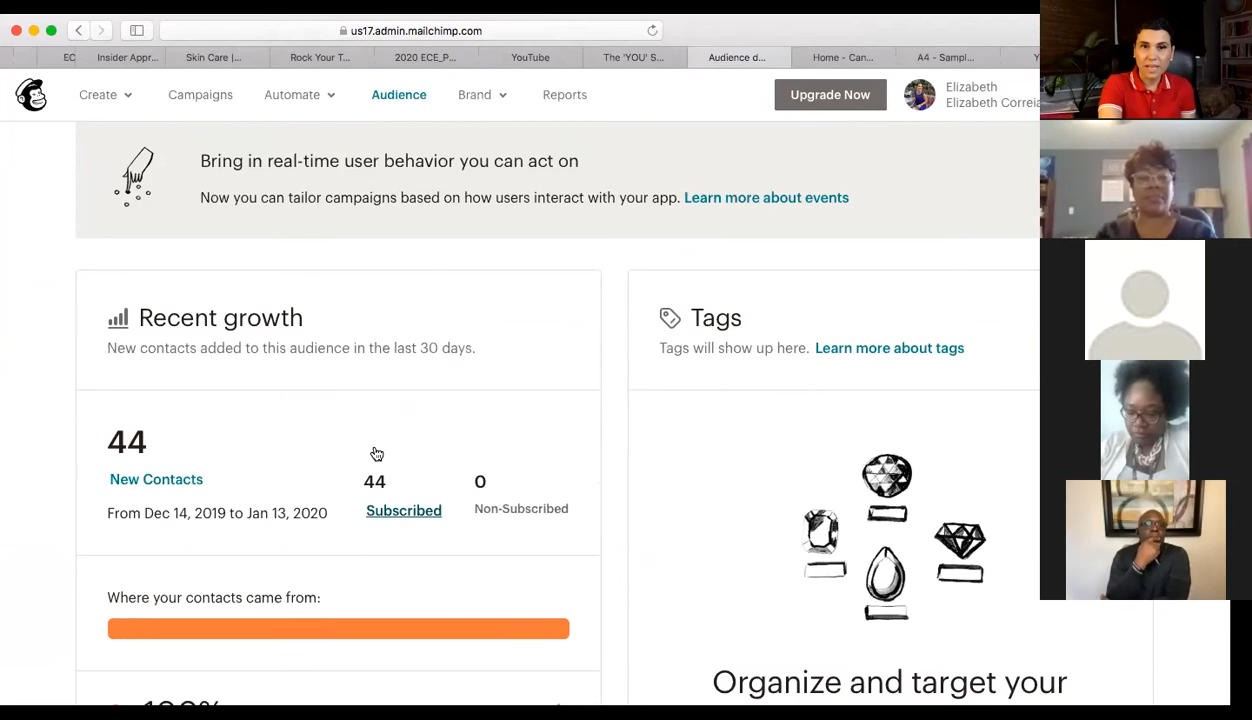 us17.admin.mailchimp.com
EC
Insider Appr...
Skin Care |...
Rock Your T...
2020 ECE_P...
YouTube
The 'YOU' S...
Audience d...
Home - Can...
A4 - Sampl...
Y
Create
Campaigns
Automate
Audience
Brand
Reports
Upgrade Now
Elizabeth
Elizabeth Correia
Bring in real-time user behavior you can act on
Now you can tailor campaigns based on how users interact with your app. Learn more about events
Recent growth
New contacts added to this audience in the last 30 days.
44
New Contacts
From Dec 14, 2019 to Jan 13, 2020
44
Subscribed
0
Non-Subscribed
Where your contacts came from:
100%
Tags
Tags will show up here. Learn more about tags
Organize and target your